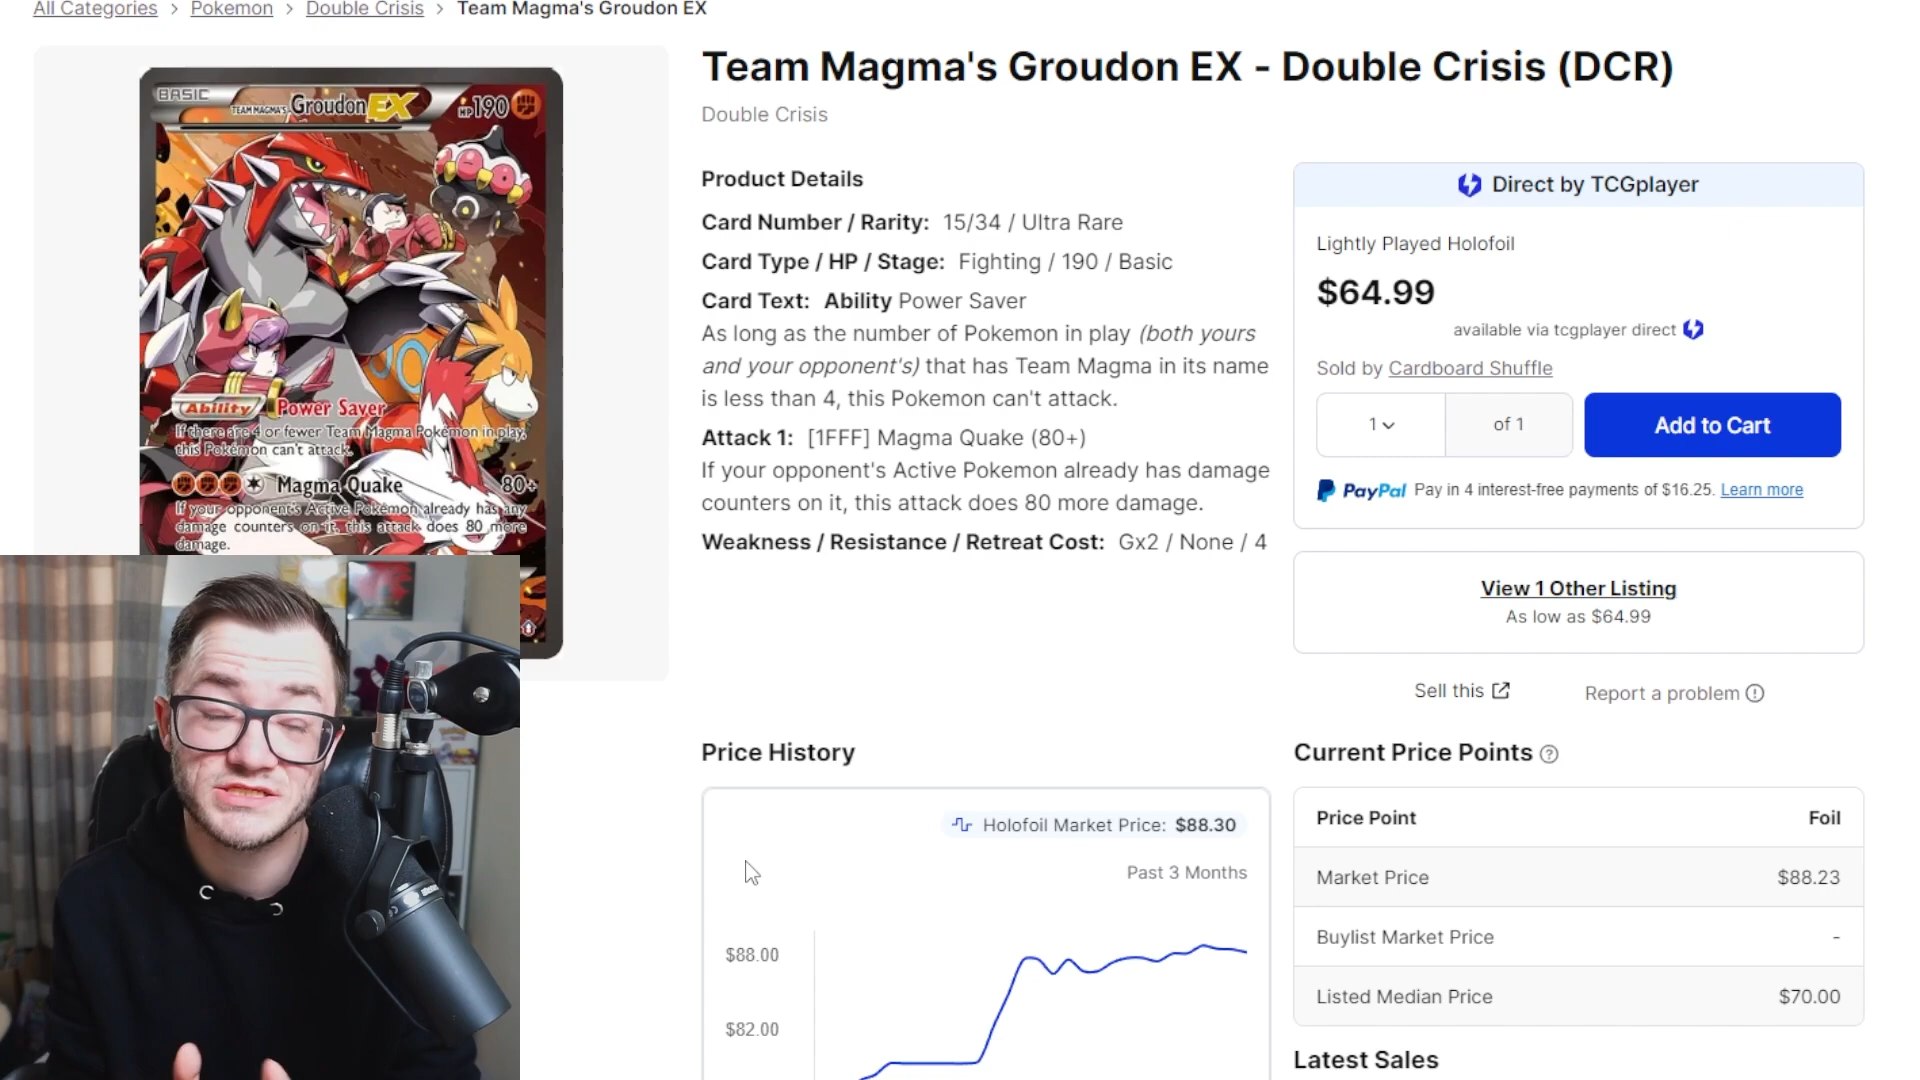 All Categories > Pokemon > Double Crisis > Team Magma's Groudon EX
BASIC
TEAM MAGMA'S Groudon EX HP 190
Ability Power Saver
If there are 4 or fewer Team Magma Pokémon in play,
this Pokémon can't attack.
Magma Quake 80+
If your opponent's Active Pokémon already has any
damage counters on it, this attack does 80 more
damage.
Team Magma's Groudon EX - Double Crisis (DCR)
Double Crisis
Product Details
Card Number / Rarity: 15/34 / Ultra Rare
Card Type / HP / Stage: Fighting / 190 / Basic
Card Text: Ability Power Saver
As long as the number of Pokemon in play (both yours
and your opponent's) that has Team Magma in its name
is less than 4, this Pokemon can't attack.
Attack 1: [1FFF] Magma Quake (80+)
If your opponent's Active Pokemon already has damage
counters on it, this attack does 80 more damage.
Weakness / Resistance / Retreat Cost: Gx2 / None / 4
Direct by TCGplayer
Lightly Played Holofoil
$64.99
available via tcgplayer direct
Sold by Cardboard Shuffle
1 of 1
Add to Cart
PayPal Pay in 4 interest-free payments of $16.25. Learn more
View 1 Other Listing
As low as $64.99
Sell this Report a problem
Price History
Holofoil Market Price: $88.30
Past 3 Months
$88.00
$82.00
Current Price Points
Price Point Foil
Market Price $88.23
Buylist Market Price -
Listed Median Price $70.00
Latest Sales